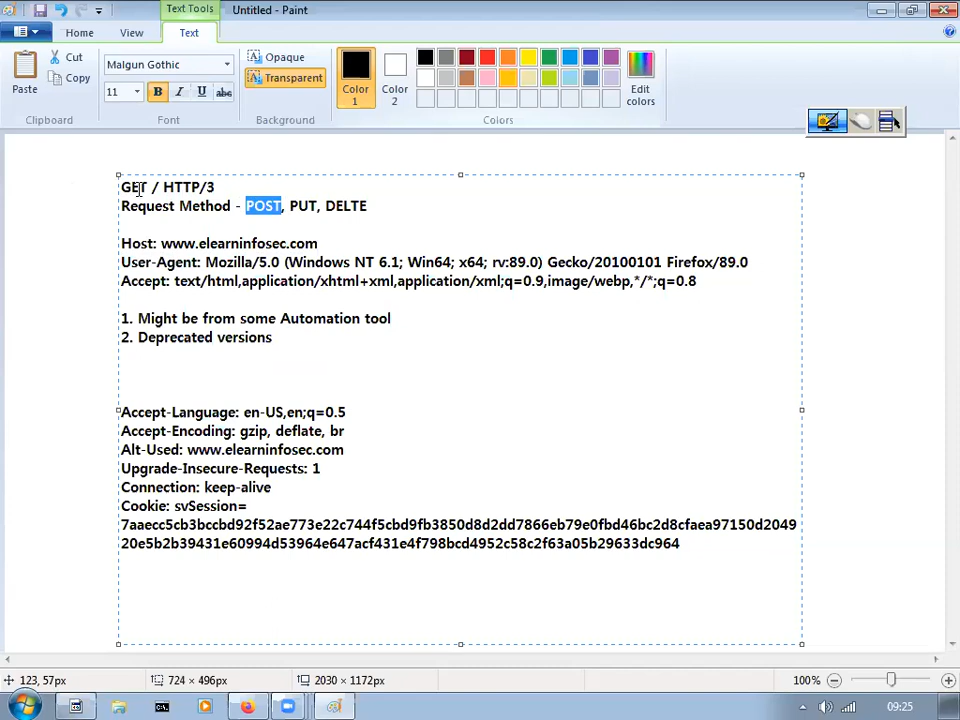 Text Tools
Untitled - Paint
Home
View
Text
Paste
Cut
Copy
Clipboard
Malgun Gothic
11
B
I
U
abc
Font
Opaque
Transparent
Background
Color
1
Color
2
Edit
colors
Colors
GET / HTTP/3
Request Method - POST, PUT, DELTE
Host: www.elearninfosec.com
User-Agent: Mozilla/5.0 (Windows NT 6.1; Win64; x64; rv:89.0) Gecko/20100101 Firefox/89.0
Accept: text/html,application/xhtml+xml,application/xml;q=0.9,image/webp,*/*;q=0.8
1. Might be from some Automation tool
2. Deprecated versions
Accept-Language: en-US,en;q=0.5
Accept-Encoding: gzip, deflate, br
Alt-Used: www.elearninfosec.com
Upgrade-Insecure-Requests: 1
Connection: keep-alive
Cookie: svSession=
7aaecc5cb3bccbd92f52ae773e22c744f5cbd9fb3850d8d2dd7866eb79e0fbd46bc2d8cfaea97150d2049
20e5b2b39431e60994d53964e647acf431e4f798bcd4952c58c2f63a05b29633dc964
123, 57px
724 × 496px
2030 × 1172px
100%
09:25